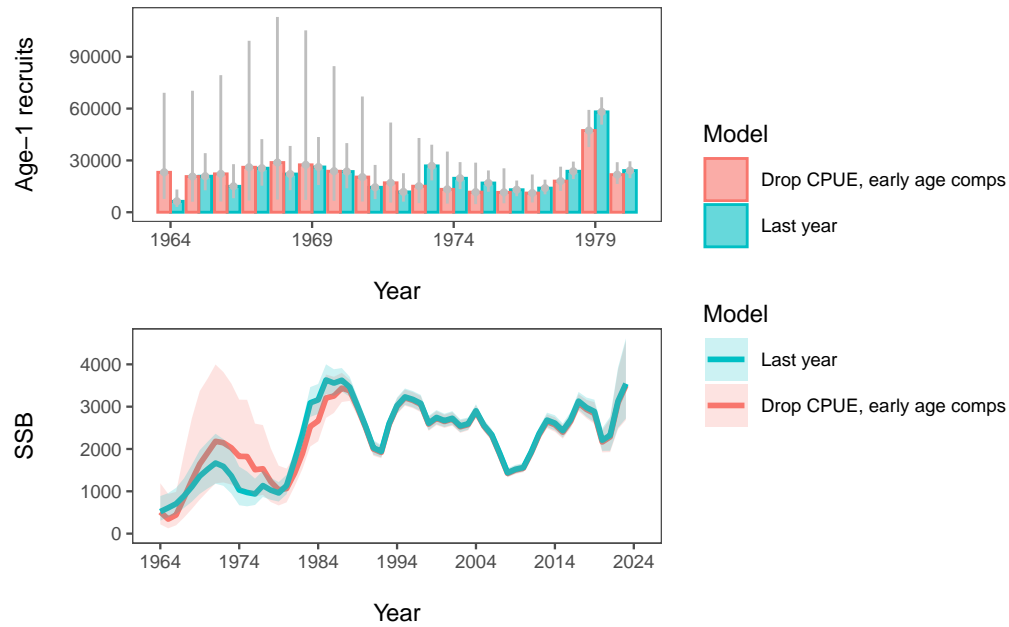 Age−1 recruits
90000
60000
30000
0
1964
1969
1974
1979
Year
Model
Drop CPUE, early age comps
Last year
SSB
4000
3000
2000
1000
0
1964
1974
1984
1994
2004
2014
2024
Year
Model
Last year
Drop CPUE, early age comps